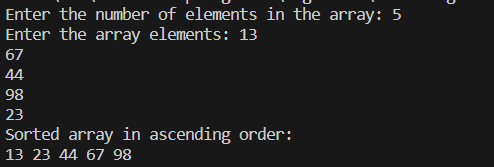 Enter the number of elements in the array: 5
Enter the array elements: 13
67
44
98
23
Sorted array in ascending order:
13 23 44 67 98